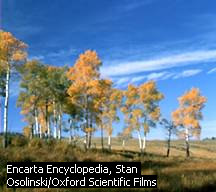 Encarta Encyclopedia, Stan
Osolinski/Oxford Scientific Films